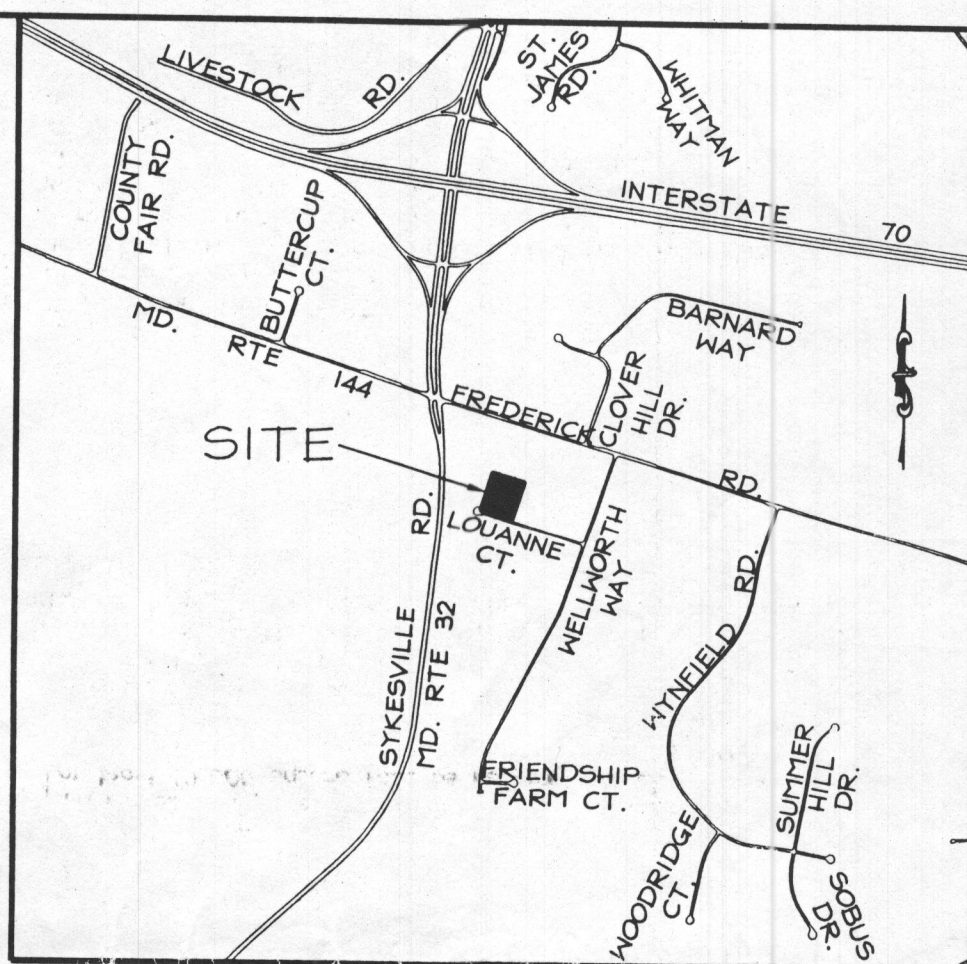 LIVESTOCK RD.
ST.
JAMES
RD.
WHITMAN
WAY
COUNTY
FAIR RD.
BUTTERCUP
CT.
INTERSTATE 70
MD. RTE 144
BARNARD
WAY
CLOVER
HILL
DR.
FREDERICK RD.
SITE
LOUANNE
CT.
WELLWORTH
WAY
SYKESVILLE RD.
MD. RTE 32
WYNFIELD RD.
FRIENDSHIP
FARM CT.
SUMMER
HILL
DR.
WOODRIDGE
CT.
SOBUS
DR.